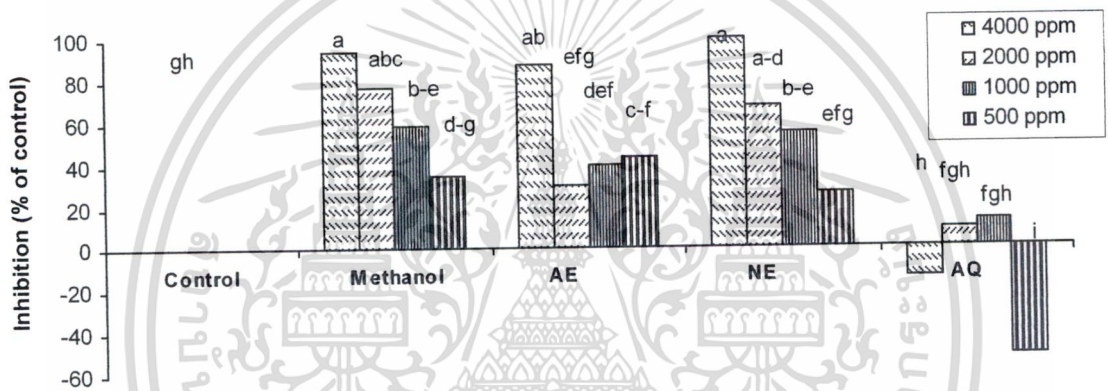 Inhibition (% of control)
100
80
60
40
20
0
-20
-40
-60
gh
a
abc
b-e
d-g
ab
efg
def
c-f
a
a-d
b-e
efg
h
fgh
fgh
i
Control
Methanol
AE
NE
AQ
4000 ppm
2000 ppm
1000 ppm
500 ppm